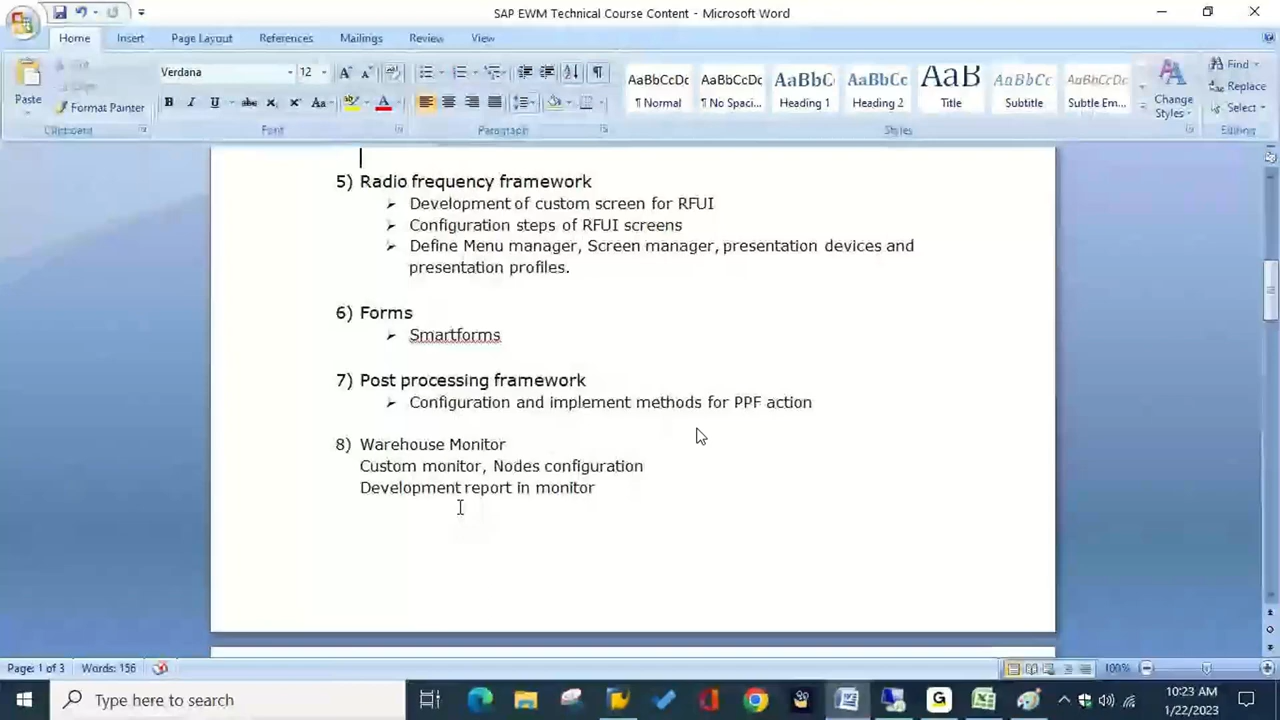 SAP EWM Technical Course Content - Microsoft Word
Home Insert Page Layout References Mailings Review View
Paste
Format Painter
Clipboard
Verdana 12
Font
Paragraph
AaBbCcDc AaBbCcDc AaBbC AaBbCc AaB AaBbCc AaBbCcDc
¶ Normal ¶ No Spaci... Heading 1 Heading 2 Title Subtitle Subtle Em...
Change Styles
Styles
Find
Replace
Select
Editing
5) Radio frequency framework
➢ Development of custom screen for RFUI
➢ Configuration steps of RFUI screens
➢ Define Menu manager, Screen manager, presentation devices and
presentation profiles.
6) Forms
➢ Smartforms
7) Post processing framework
➢ Configuration and implement methods for PPF action
8) Warehouse Monitor
Custom monitor, Nodes configuration
Development report in monitor
Page: 1 of 3 Words: 156 100%
Type here to search
10:23 AM
1/22/2023